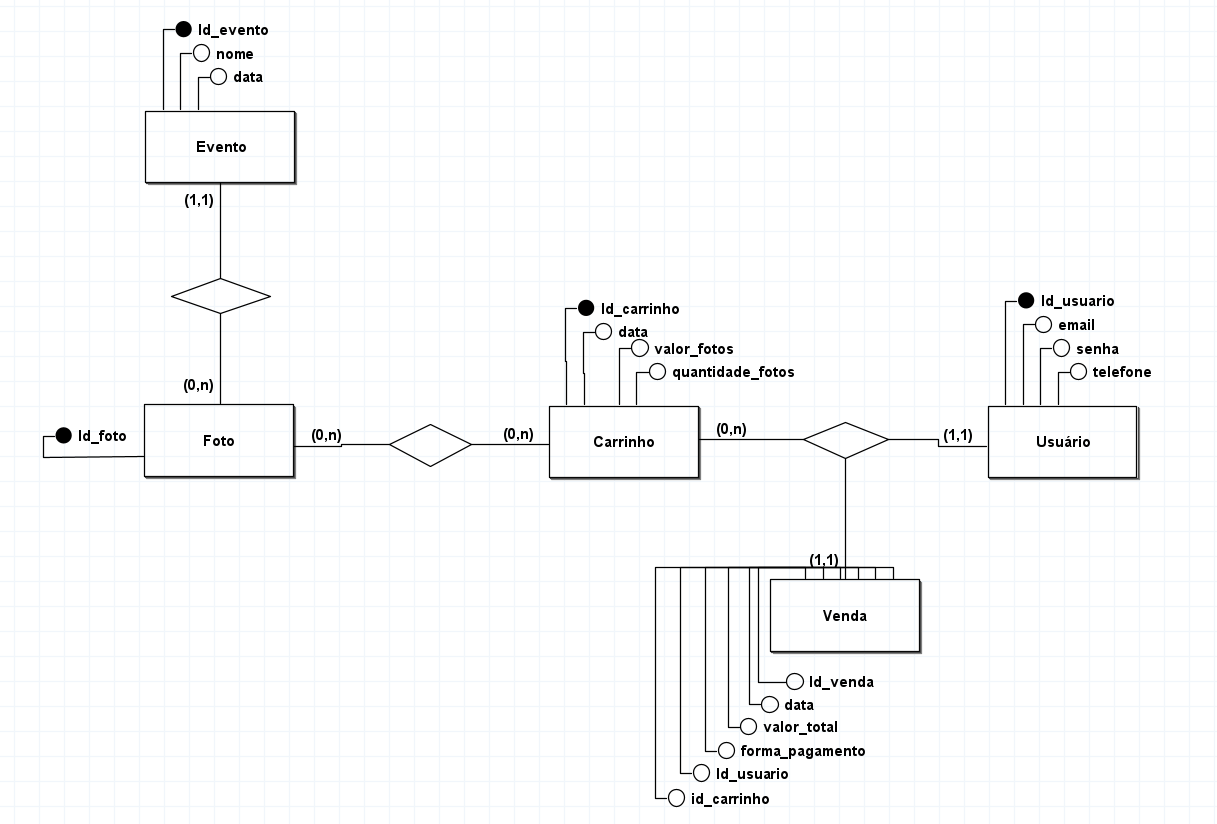 Id_evento
nome
data
Evento
(1,1)
(0,n)
Id_foto
Foto
(0,n)
(0,n)
Id_carrinho
data
valor_fotos
quantidade_fotos
Carrinho
(0,n)
(1,1)
Id_usuario
email
senha
telefone
Usuário
(1,1)
Venda
Id_venda
data
valor_total
forma_pagamento
Id_usuario
id_carrinho